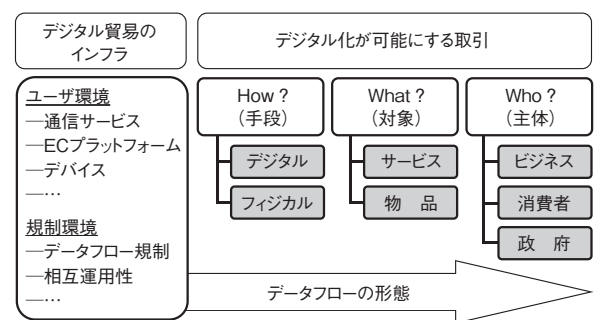 デジタル貿易の
インフラ
デジタル化が可能にする取引
ユーザ環境
―通信サービス
―ECプラットフォーム
―デバイス
―…
規制環境
―データフロー規制
―相互運用性
―…
How?
(手段)
デジタル
フィジカル
What?
(対象)
サービス
物 品
Who?
(主体)
ビジネス
消費者
政 府
データフローの形態